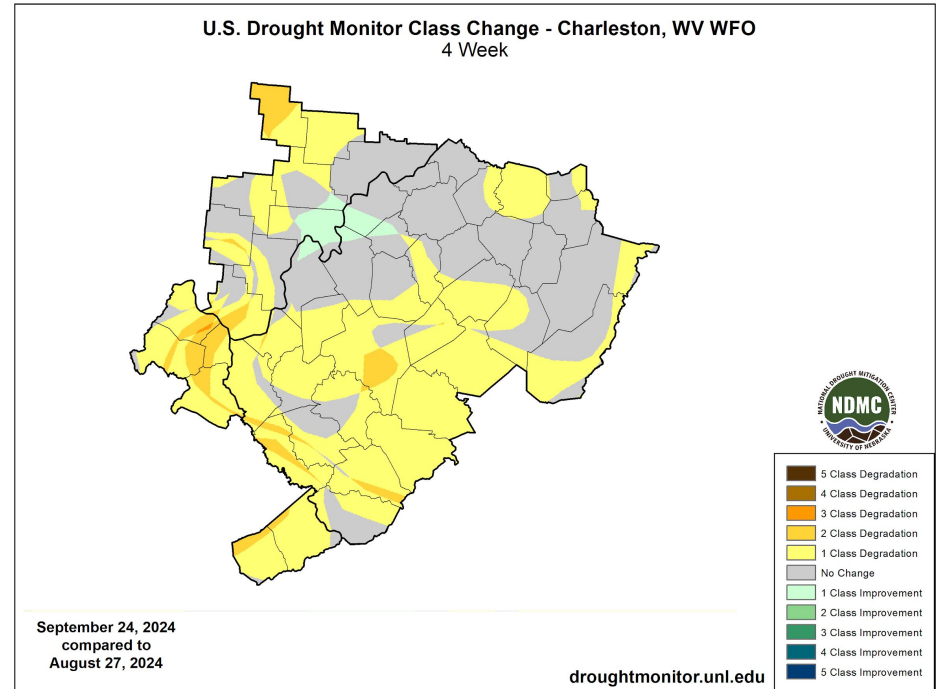 U.S. Drought Monitor Class Change - Charleston, WV WFO
4 Week
NATIONAL DROUGHT MITIGATION CENTER
NDMC
UNIVERSITY OF NEBRASKA
5 Class Degradation
4 Class Degradation
3 Class Degradation
2 Class Degradation
1 Class Degradation
No Change
1 Class Improvement
2 Class Improvement
3 Class Improvement
4 Class Improvement
5 Class Improvement
September 24, 2024
compared to
August 27, 2024
droughtmonitor.unl.edu